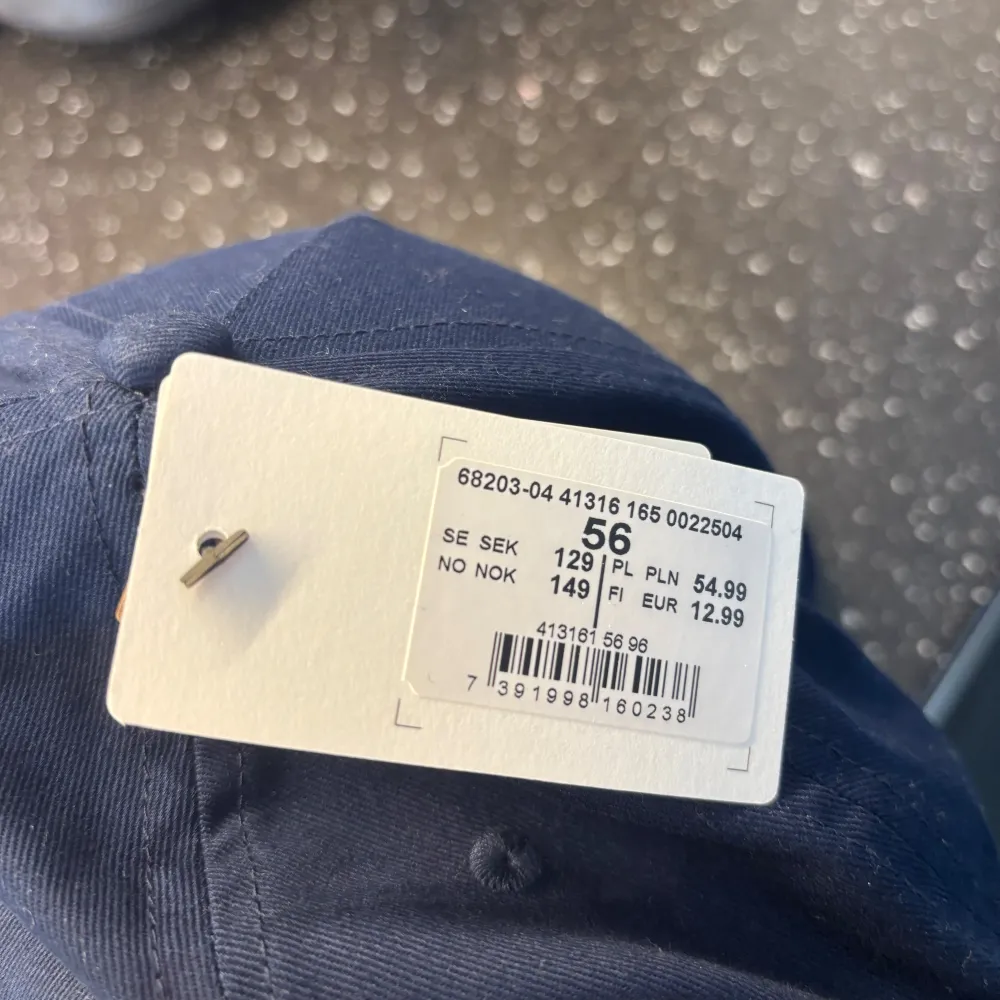 68203-04 41316 165 0022504
56
SE SEK 129 PL PLN 54.99
NO NOK 149 FI EUR 12.99
413161 56 96
7 391998 160238